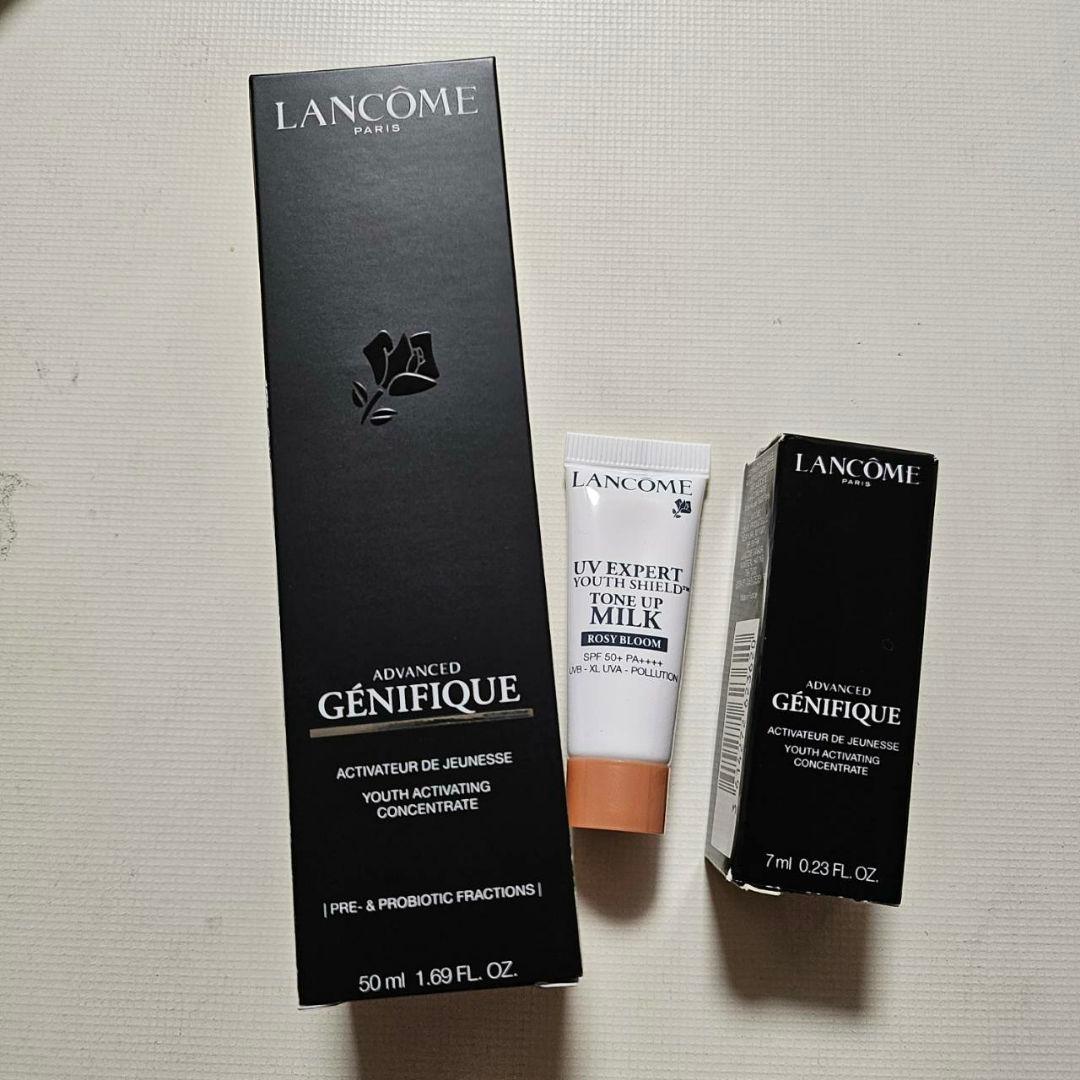 LANCÔME
PARIS
ADVANCED
GÉNIFIQUE
ACTIVATEUR DE JEUNESSE
YOUTH ACTIVATING
CONCENTRATE
| PRE- & PROBIOTIC FRACTIONS |
50 ml 1.69 FL. OZ.
LANCÔME
UV EXPERT
YOUTH SHIELD™
TONE UP
MILK
ROSY BLOOM
SPF 50+ PA++++
UVB - XL UVA - POLLUTION
LANCÔME
PARIS
ADVANCED
GÉNIFIQUE
ACTIVATEUR DE JEUNESSE
YOUTH ACTIVATING
CONCENTRATE
7 ml 0.23 FL. OZ.